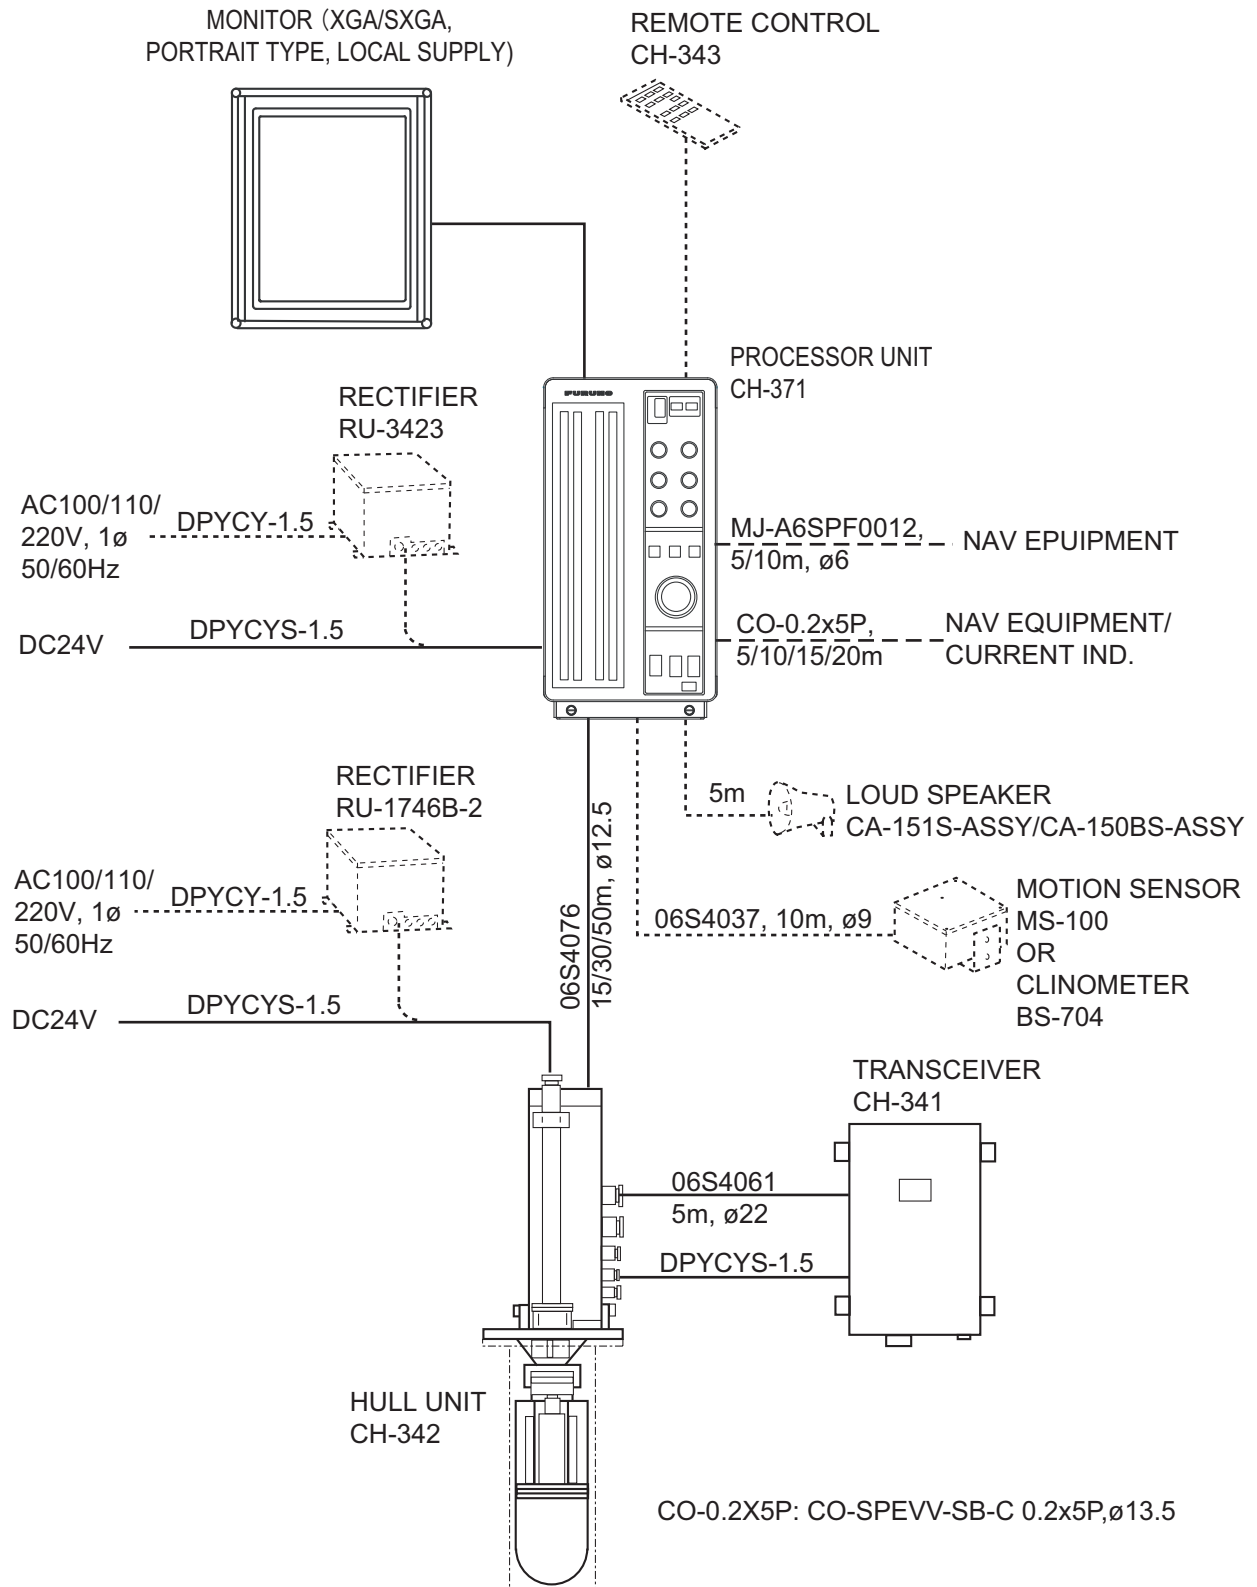 MONITOR (XGA/SXGA,
PORTRAIT TYPE, LOCAL SUPPLY)
REMOTE CONTROL
CH-343
PROCESSOR UNIT
CH-371
FURUNO
RECTIFIER
RU-3423
AC100/110/
220V, 1ø
50/60Hz
DPYCY-1.5
DC24V
DPYCYS-1.5
MJ-A6SPF0012,
5/10m, ø6
NAV EPUIPMENT
CO-0.2x5P,
5/10/15/20m
NAV EQUIPMENT/
CURRENT IND.
RECTIFIER
RU-1746B-2
AC100/110/
220V, 1ø
50/60Hz
DPYCY-1.5
DC24V
DPYCYS-1.5
06S4076
15/30/50m, ø12.5
5m
LOUD SPEAKER
CA-151S-ASSY/CA-150BS-ASSY
06S4037, 10m, ø9
MOTION SENSOR
MS-100
OR
CLINOMETER
BS-704
TRANSCEIVER
CH-341
06S4061
5m, ø22
DPYCYS-1.5
HULL UNIT
CH-342
CO-0.2X5P: CO-SPEVV-SB-C 0.2x5P,ø13.5